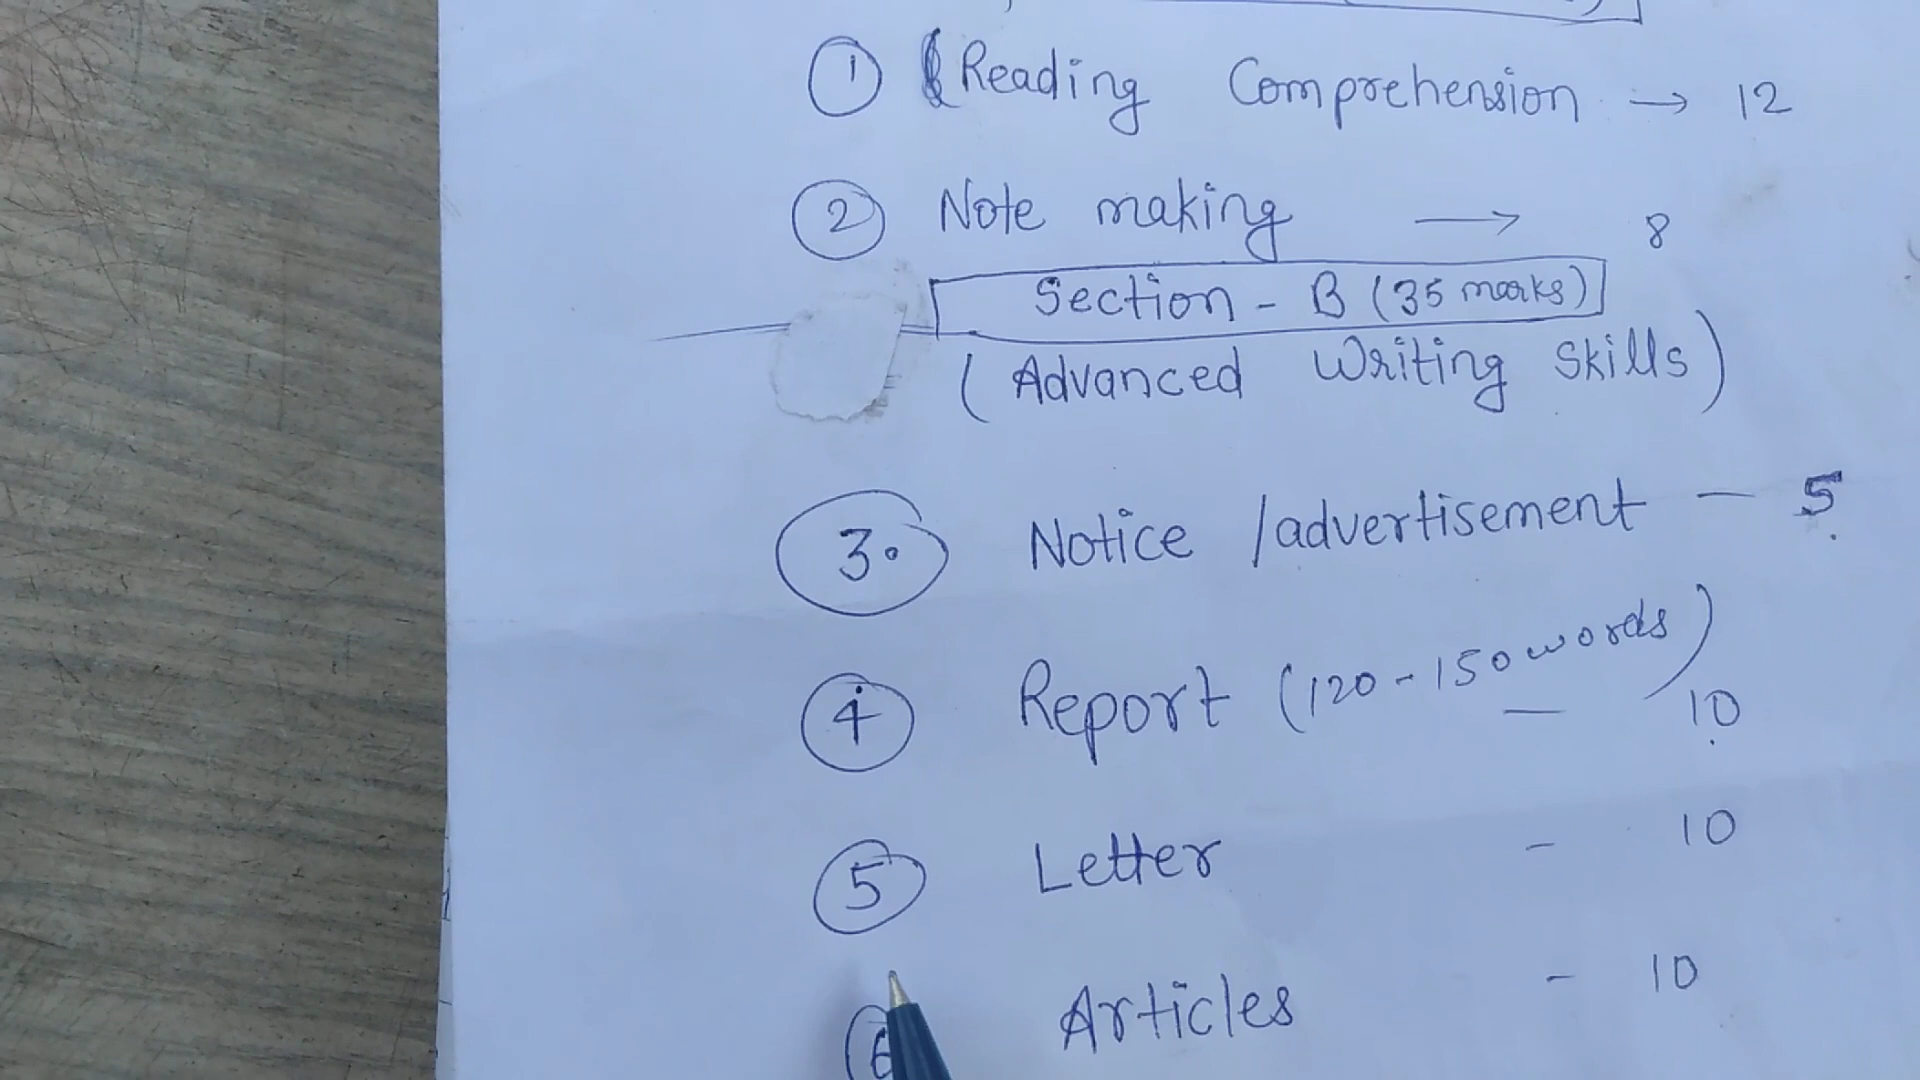 1 Reading Comprehension → 12
2 Note making → 8
Section - B (35 marks)
(Advanced Writing Skills)
3. Notice /advertisement — 5
4 Report (120-150 words) — 10
5 Letter - 10
6 Articles - 10